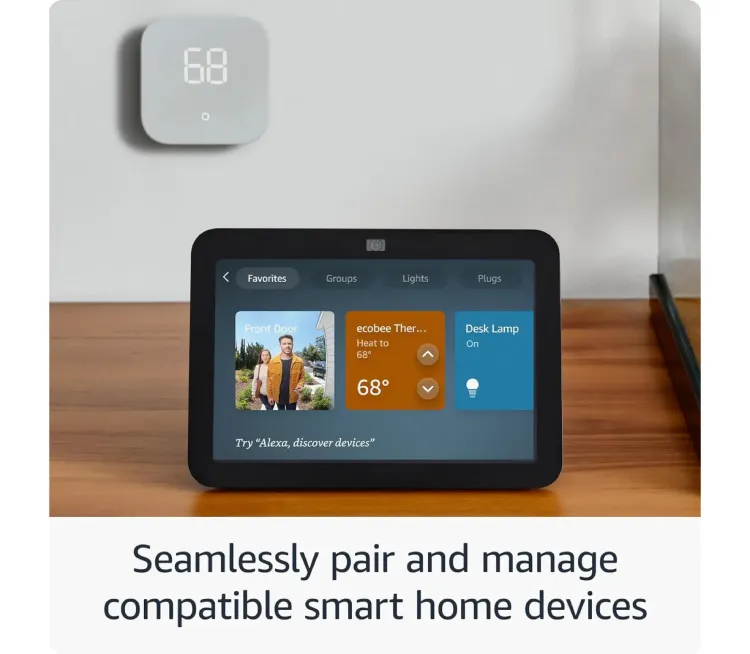 68
Favorites
Groups
Lights
Plugs
Front Door
ecobee Ther...
Heat to
68°
68°
Desk Lamp
On
Try “Alexa, discover devices”
Seamlessly pair and manage
compatible smart home devices